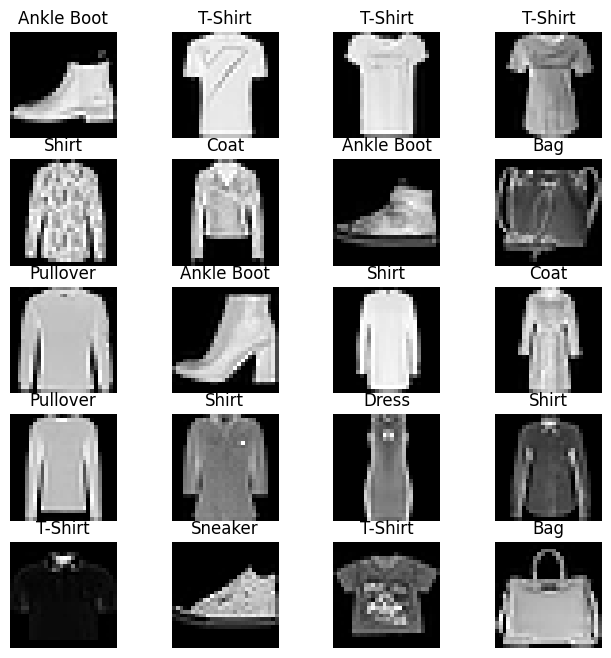 Ankle Boot T-Shirt T-Shirt T-Shirt
Shirt Coat Ankle Boot Bag
Pullover Ankle Boot Shirt Coat
Pullover Shirt Dress Shirt
T-Shirt Sneaker T-Shirt Bag